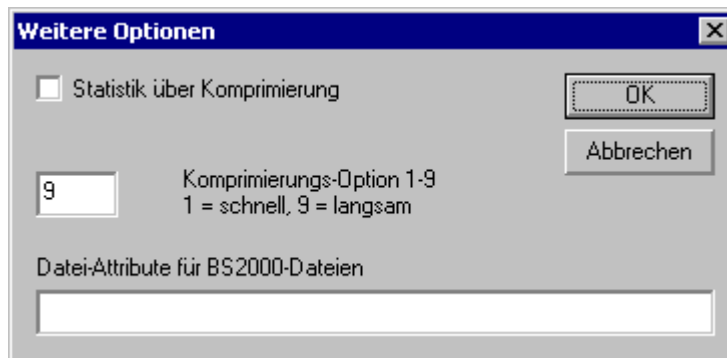 Weitere Optionen
Statistik über Komprimierung
OK
Abbrechen
9
Komprimierungs-Option 1-9
1 = schnell, 9 = langsam
Datei-Attribute für BS2000-Dateien